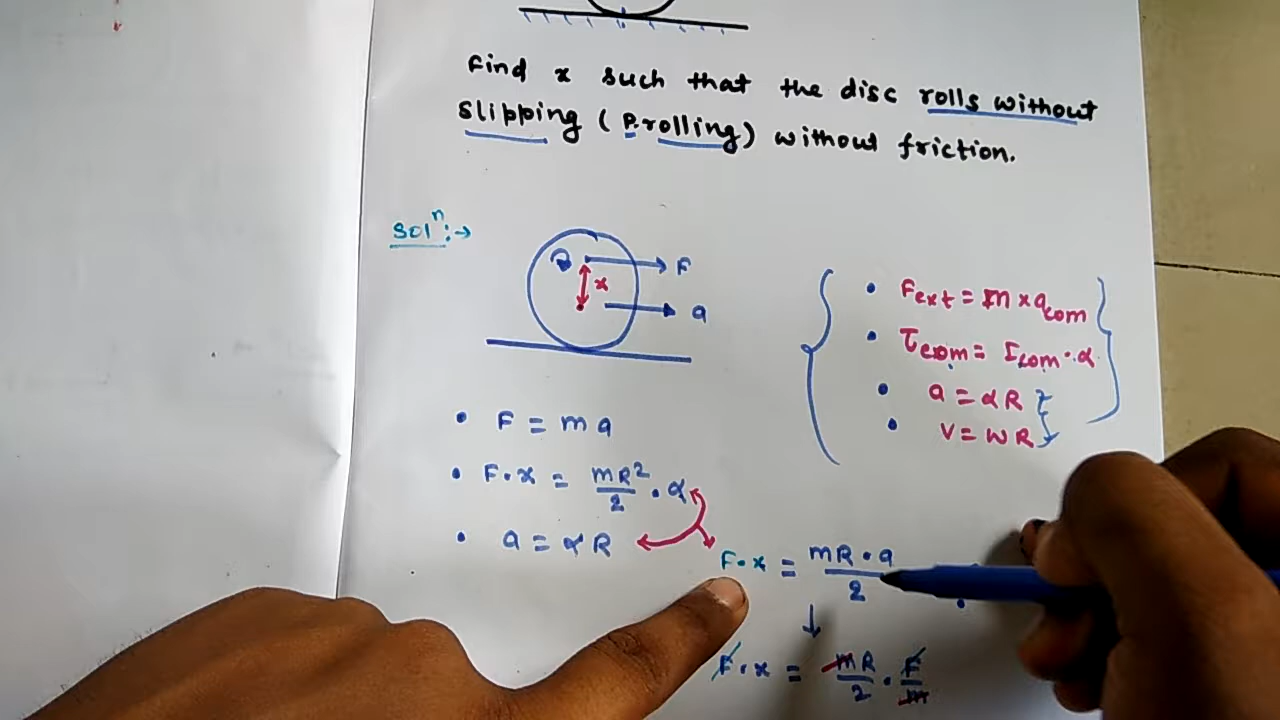 Find x such that the disc rolls without
slipping (P.rolling) without friction.
Solⁿ:→
F
x
a
• Fext = m × acom
• τcom = Icom · α
• a = αR
• v = ωR
• F = ma
• F·x = mR²/2 · α
• a = αR
F·x = mR·a/2
↓
F·x = mR/2 · F/m